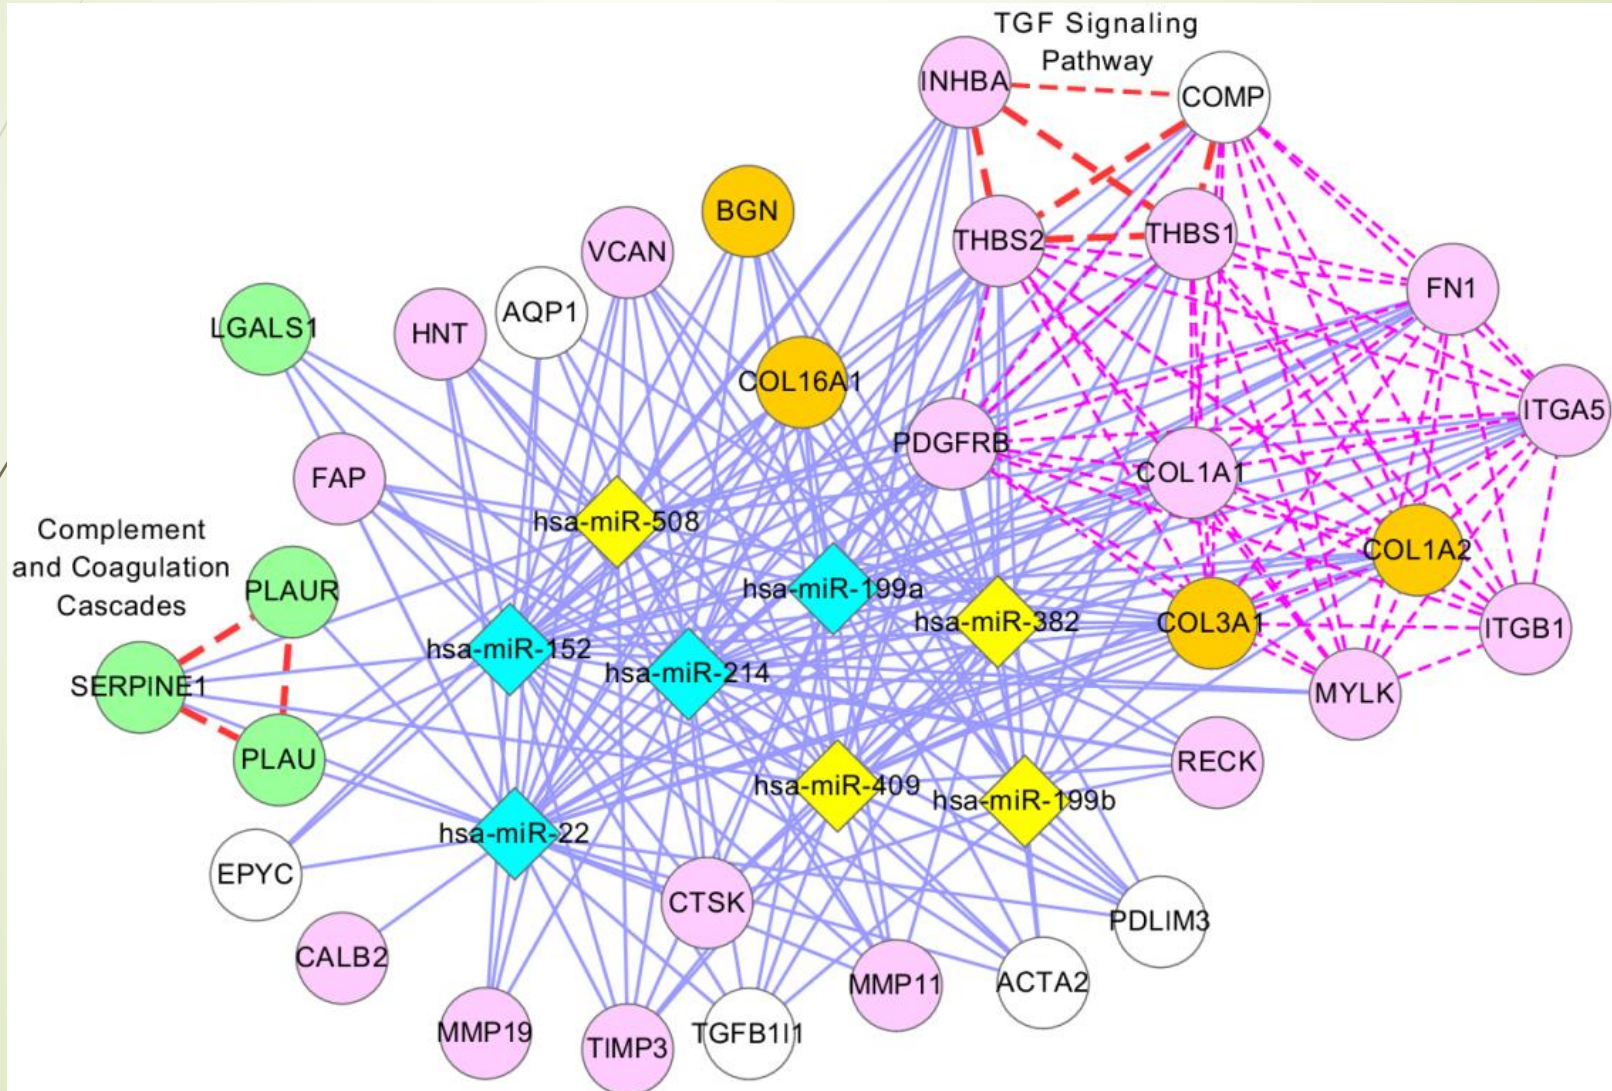 TGF Signaling
Pathway
INHBA
COMP
BGN
VCAN
THBS2
THBS1
AQP1
FN1
LGALS1
HNT
COL16A1
ITGA5
PDGFRB
COL1A1
FAP
hsa-miR-508
Complement
and Coagulation
Cascades
COL1A2
PLAUR
hsa-miR-199a
hsa-miR-382
COL3A1
ITGB1
hsa-miR-152
hsa-miR-214
SERPINE1
MYLK
PLAU
RECK
hsa-miR-409
hsa-miR-199b
hsa-miR-22
EPYC
CTSK
PDLIM3
CALB2
MMP11
ACTA2
MMP19
TIMP3
TGFB1I1